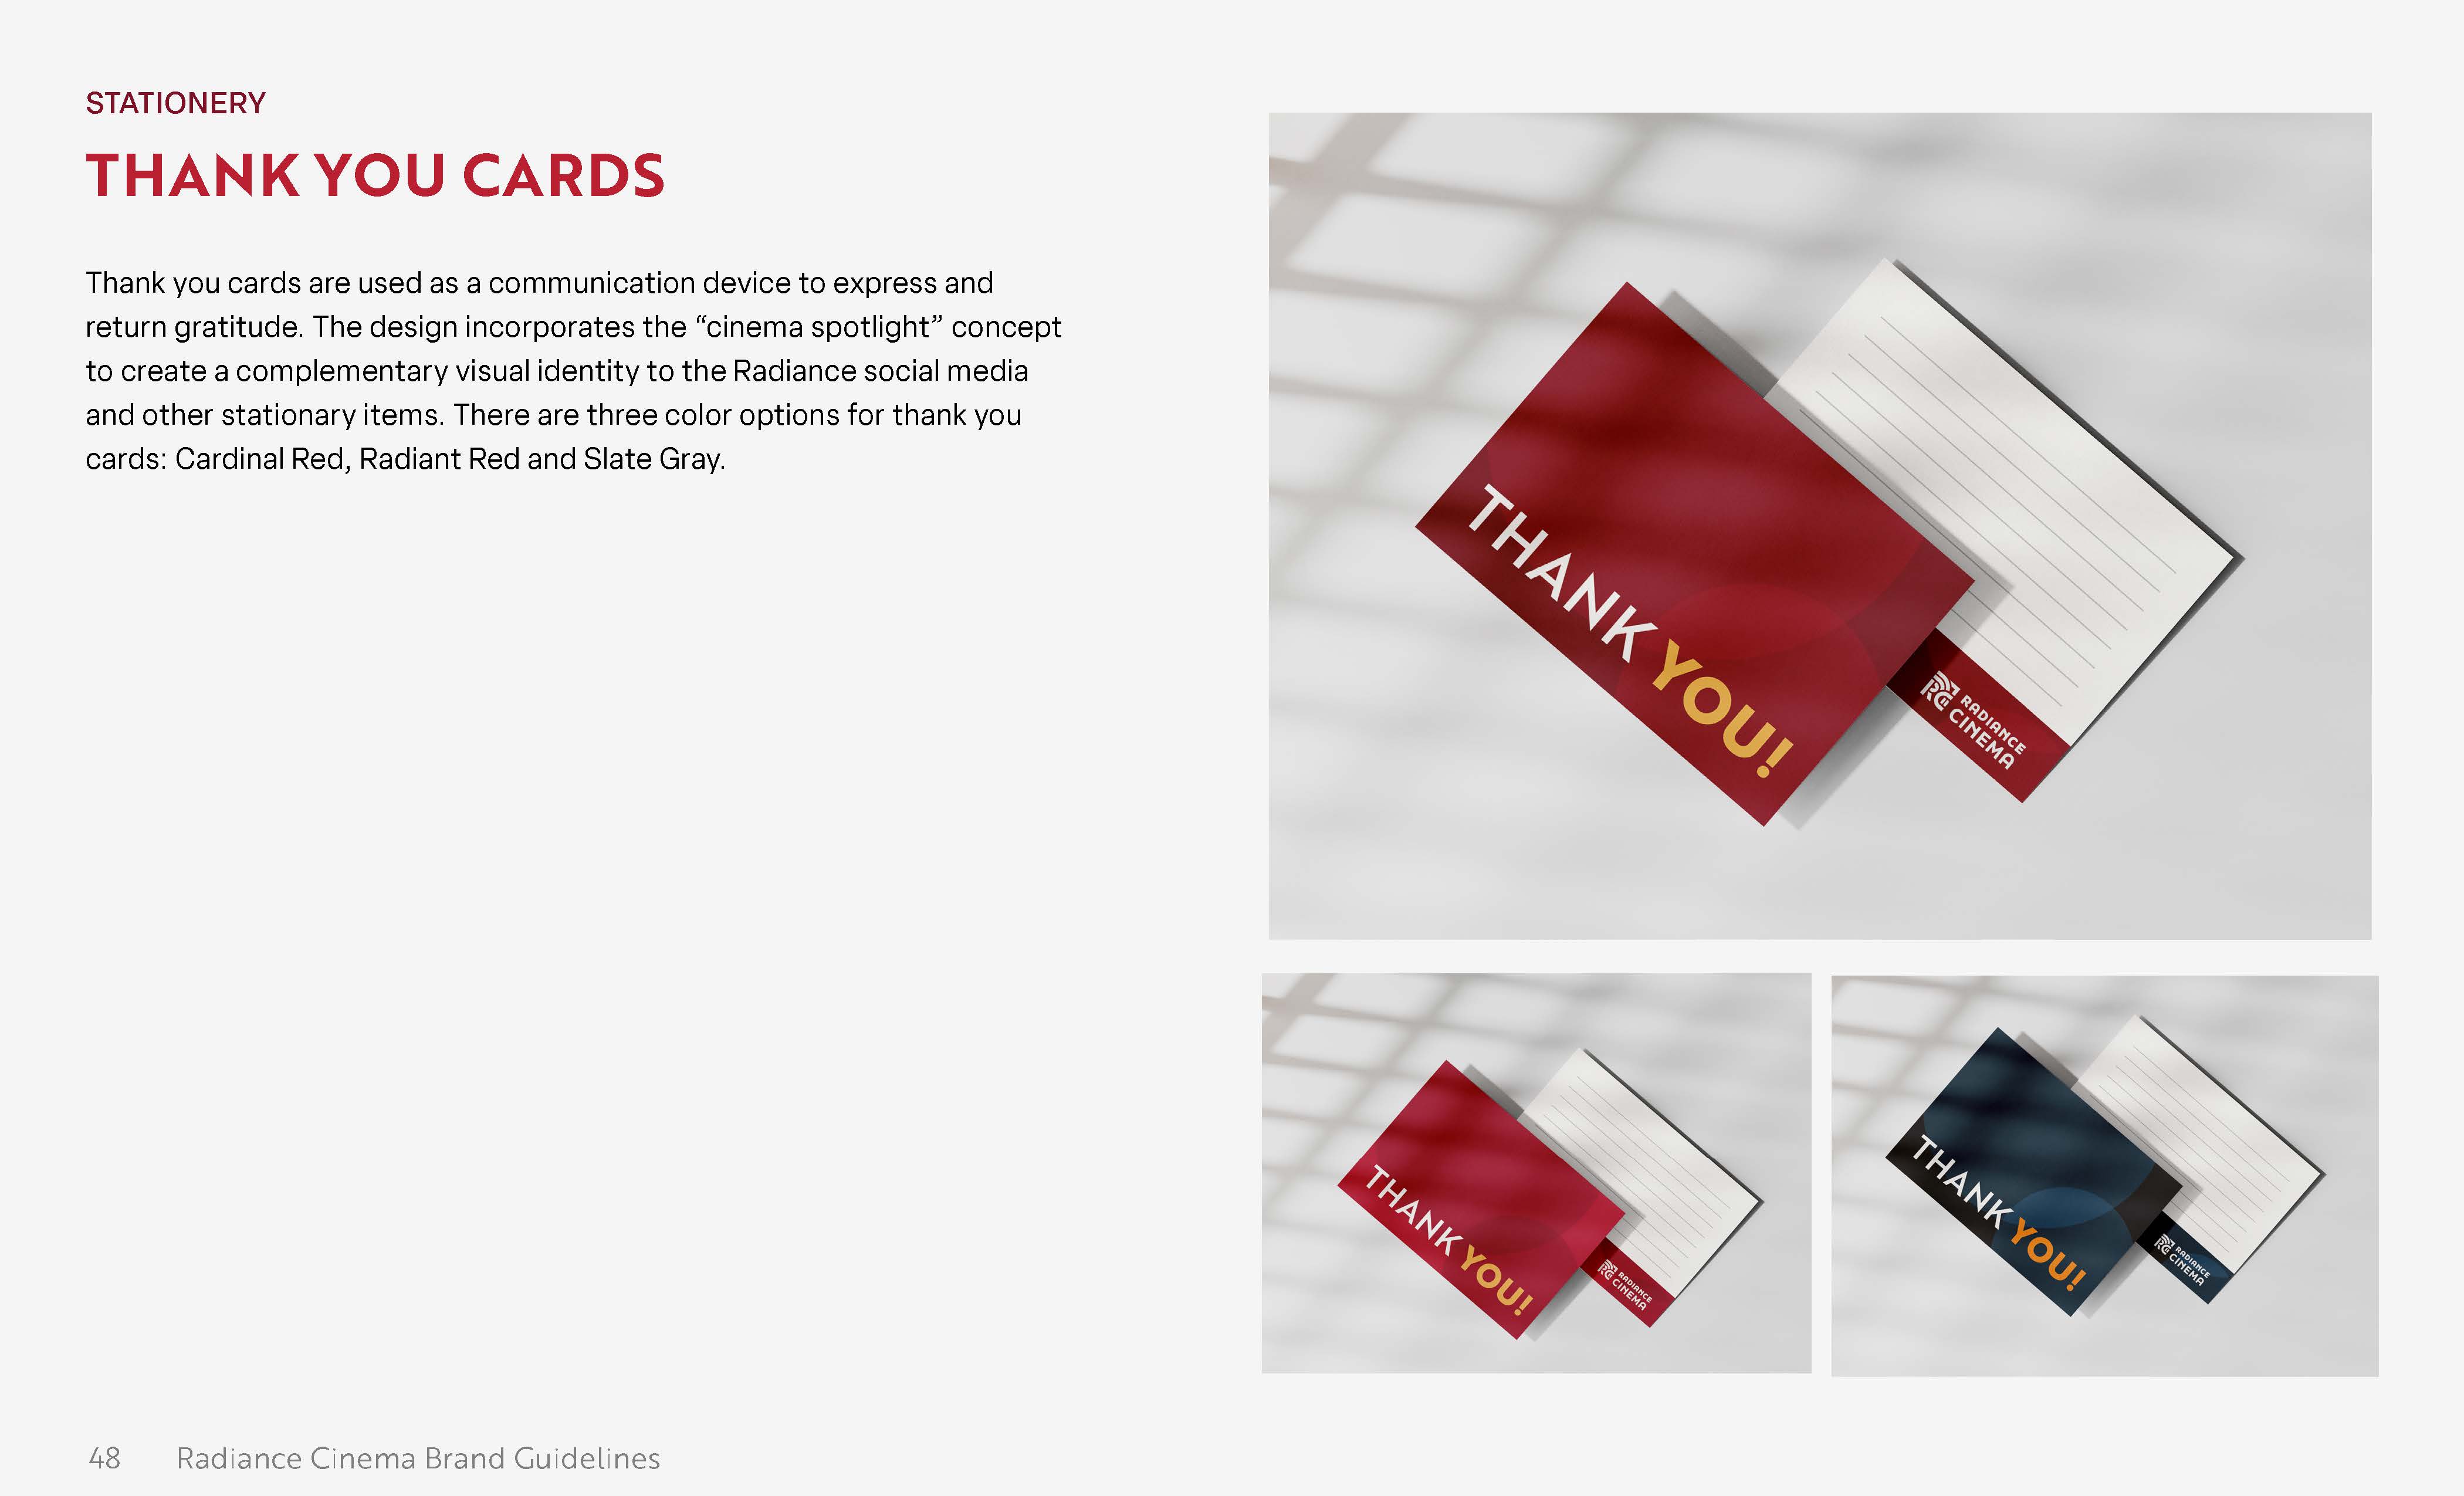 STATIONERY
THANK YOU CARDS
Thank you cards are used as a communication device to express and
return gratitude. The design incorporates the “cinema spotlight” concept
to create a complementary visual identity to the Radiance social media
and other stationary items. There are three color options for thank you
cards: Cardinal Red, Radiant Red and Slate Gray.
THANK YOU!
RC RADIANCE
CINEMA
THANK YOU!
RC RADIANCE
CINEMA
THANK YOU!
RC RADIANCE
CINEMA
48 Radiance Cinema Brand Guidelines